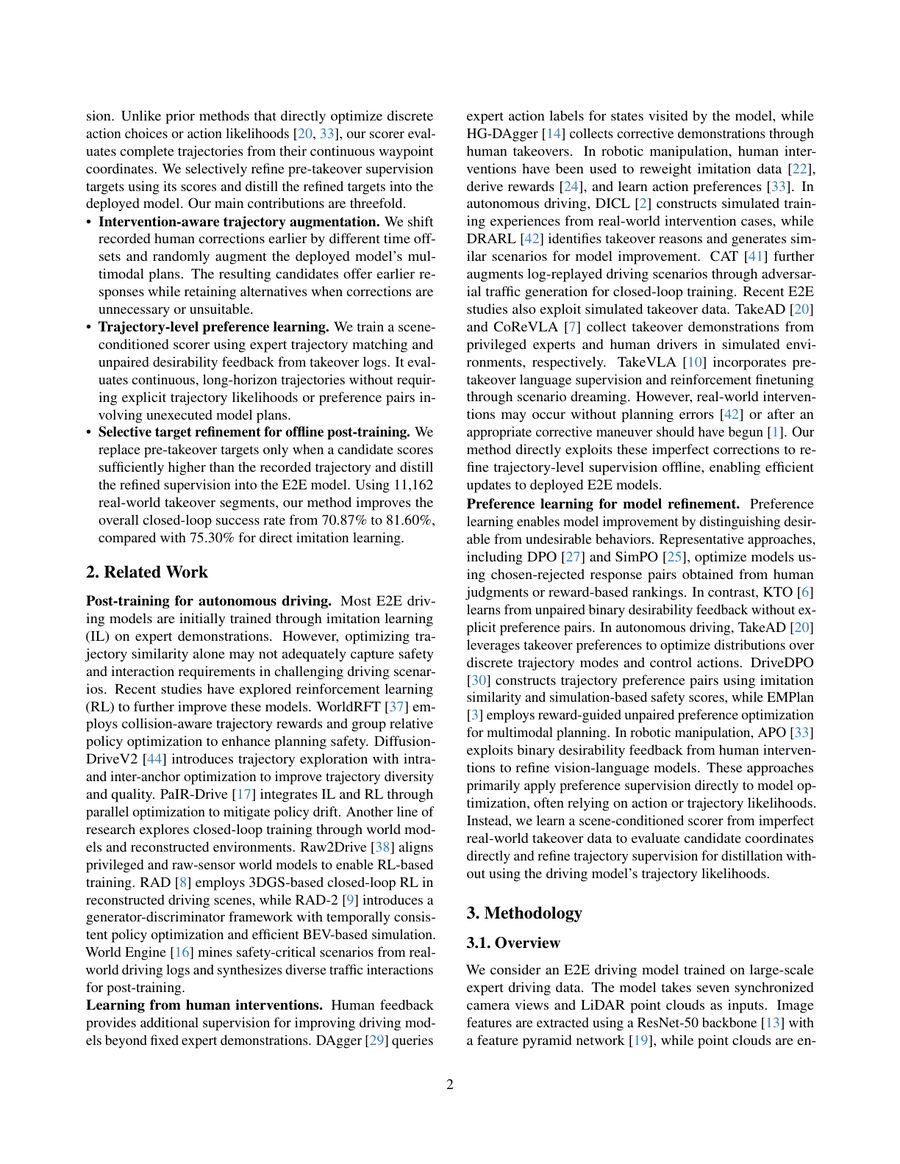 sion. Unlike prior methods that directly optimize discrete
action choices or action likelihoods [20, 33], our scorer eval-
uates complete trajectories from their continuous waypoint
coordinates. We selectively refine pre-takeover supervision
targets using its scores and distill the refined targets into the
deployed model. Our main contributions are threefold.
• Intervention-aware trajectory augmentation. We shift
recorded human corrections earlier by different time off-
sets and randomly augment the deployed model's mul-
timodal plans. The resulting candidates offer earlier re-
sponses while retaining alternatives when corrections are
unnecessary or unsuitable.
• Trajectory-level preference learning. We train a scene-
conditioned scorer using expert trajectory matching and
unpaired desirability feedback from takeover logs. It eval-
uates continuous, long-horizon trajectories without requir-
ing explicit trajectory likelihoods or preference pairs in-
volving unexecuted model plans.
• Selective target refinement for offline post-training. We
replace pre-takeover targets only when a candidate scores
sufficiently higher than the recorded trajectory and distill
the refined supervision into the E2E model. Using 11,162
real-world takeover segments, our method improves the
overall closed-loop success rate from 70.87% to 81.60%,
compared with 75.30% for direct imitation learning.
2. Related Work
Post-training for autonomous driving. Most E2E driv-
ing models are initially trained through imitation learning
(IL) on expert demonstrations. However, optimizing tra-
jectory similarity alone may not adequately capture safety
and interaction requirements in challenging driving scenar-
ios. Recent studies have explored reinforcement learning
(RL) to further improve these models. WorldRFT [37] em-
ploys collision-aware trajectory rewards and group relative
policy optimization to enhance planning safety. Diffusion-
DriveV2 [44] introduces trajectory exploration with intra-
and inter-anchor optimization to improve trajectory diversity
and quality. PaIR-Drive [17] integrates IL and RL through
parallel optimization to mitigate policy drift. Another line of
research explores closed-loop training through world mod-
els and reconstructed environments. Raw2Drive [38] aligns
privileged and raw-sensor world models to enable RL-based
training. RAD [8] employs 3DGS-based closed-loop RL in
reconstructed driving scenes, while RAD-2 [9] introduces a
generator-discriminator framework with temporally consis-
tent policy optimization and efficient BEV-based simulation.
World Engine [16] mines safety-critical scenarios from real-
world driving logs and synthesizes diverse traffic interactions
for post-training.
Learning from human interventions. Human feedback
provides additional supervision for improving driving mod-
els beyond fixed expert demonstrations. DAgger [29] queries
expert action labels for states visited by the model, while
HG-DAgger [14] collects corrective demonstrations through
human takeovers. In robotic manipulation, human inter-
ventions have been used to reweight imitation data [22],
derive rewards [24], and learn action preferences [33]. In
autonomous driving, DICL [2] constructs simulated train-
ing experiences from real-world intervention cases, while
DRARL [42] identifies takeover reasons and generates sim-
ilar scenarios for model improvement. CAT [41] further
augments log-replayed driving scenarios through adversar-
ial traffic generation for closed-loop training. Recent E2E
studies also exploit simulated takeover data. TakeAD [20]
and CoReVLA [7] collect takeover demonstrations from
privileged experts and human drivers in simulated envi-
ronments, respectively. TakeVLA [10] incorporates pre-
takeover language supervision and reinforcement finetuning
through scenario dreaming. However, real-world interven-
tions may occur without planning errors [42] or after an
appropriate corrective maneuver should have begun [1]. Our
method directly exploits these imperfect corrections to re-
fine trajectory-level supervision offline, enabling efficient
updates to deployed E2E models.
Preference learning for model refinement. Preference
learning enables model improvement by distinguishing desir-
able from undesirable behaviors. Representative approaches,
including DPO [27] and SimPO [25], optimize models us-
ing chosen-rejected response pairs obtained from human
judgments or reward-based rankings. In contrast, KTO [6]
learns from unpaired binary desirability feedback without ex-
plicit preference pairs. In autonomous driving, TakeAD [20]
leverages takeover preferences to optimize distributions over
discrete trajectory modes and control actions. DriveDPO
[30] constructs trajectory preference pairs using imitation
similarity and simulation-based safety scores, while EMPlan
[3] employs reward-guided unpaired preference optimization
for multimodal planning. In robotic manipulation, APO [33]
exploits binary desirability feedback from human interven-
tions to refine vision-language models. These approaches
primarily apply preference supervision directly to model op-
timization, often relying on action or trajectory likelihoods.
Instead, we learn a scene-conditioned scorer from imperfect
real-world takeover data to evaluate candidate coordinates
directly and refine trajectory supervision for distillation with-
out using the driving model's trajectory likelihoods.
3. Methodology
3.1. Overview
We consider an E2E driving model trained on large-scale
expert driving data. The model takes seven synchronized
camera views and LiDAR point clouds as inputs. Image
features are extracted using a ResNet-50 backbone [13] with
a feature pyramid network [19], while point clouds are en-
2